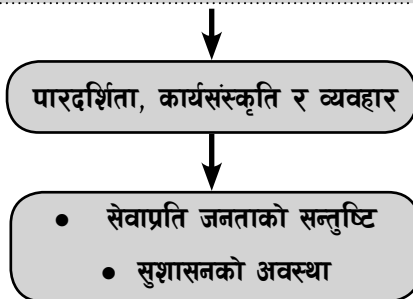 पारदर्शिता, कार्यसंस्कृति र व्यवहार
● सेवाप्रति जनताको सन्तुष्टि
● सुशासनको अवस्था